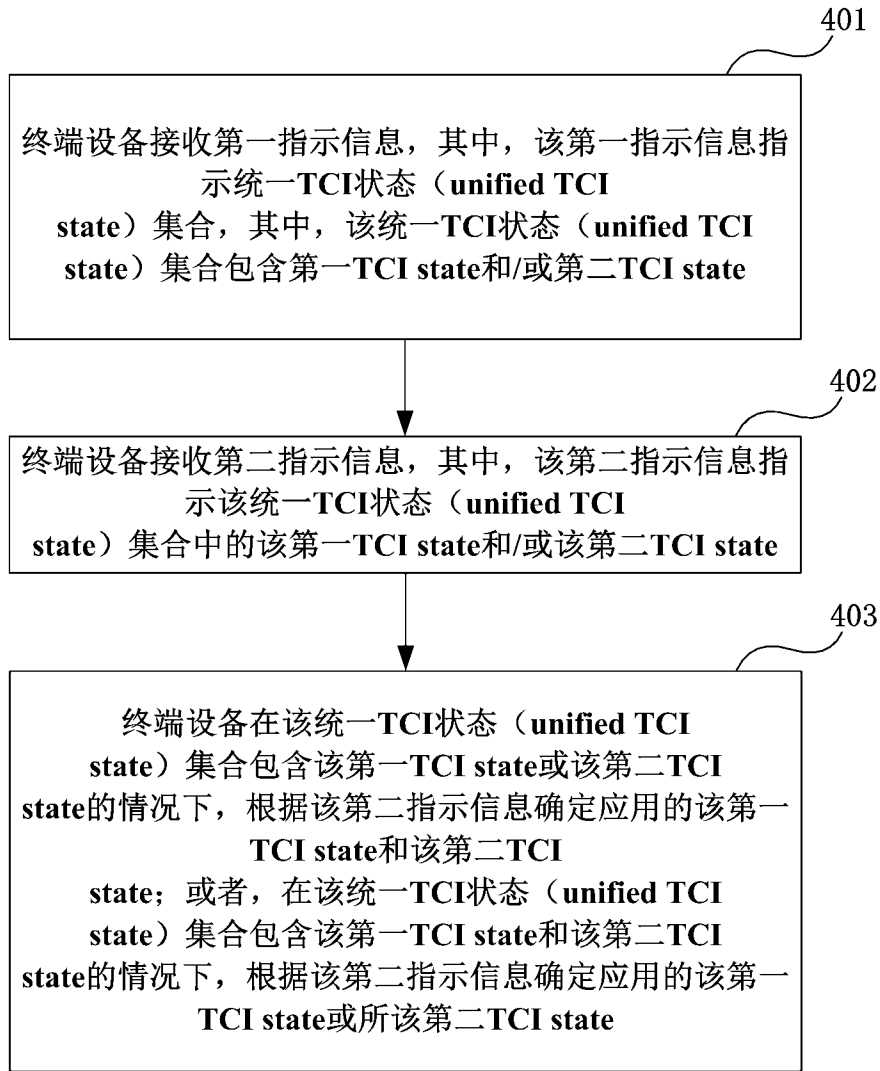 401
终端设备接收第一指示信息，其中，该第一指示信息指
示统一TCI状态（unified TCI
state）集合，其中，该统一TCI状态（unified TCI
state）集合包含第一TCI state和/或第二TCI state
402
终端设备接收第二指示信息，其中，该第二指示信息指
示该统一TCI状态（unified TCI
state）集合中的该第一TCI state和/或该第二TCI state
403
终端设备在该统一TCI状态（unified TCI
state）集合包含该第一TCI state或该第二TCI
state的情况下，根据该第二指示信息确定应用的该第一
TCI state和该第二TCI
state；或者，在该统一TCI状态（unified TCI
state）集合包含该第一TCI state和该第二TCI
state的情况下，根据该第二指示信息确定应用的该第一
TCI state或所该第二TCI state